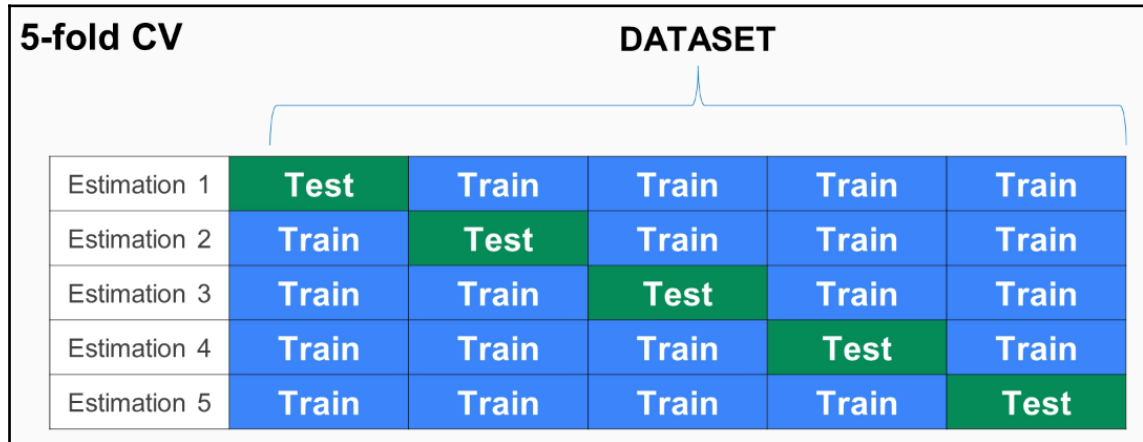 5-fold CV
DATASET
Estimation 1 Test Train Train Train Train
Estimation 2 Train Test Train Train Train
Estimation 3 Train Train Test Train Train
Estimation 4 Train Train Train Test Train
Estimation 5 Train Train Train Train Test